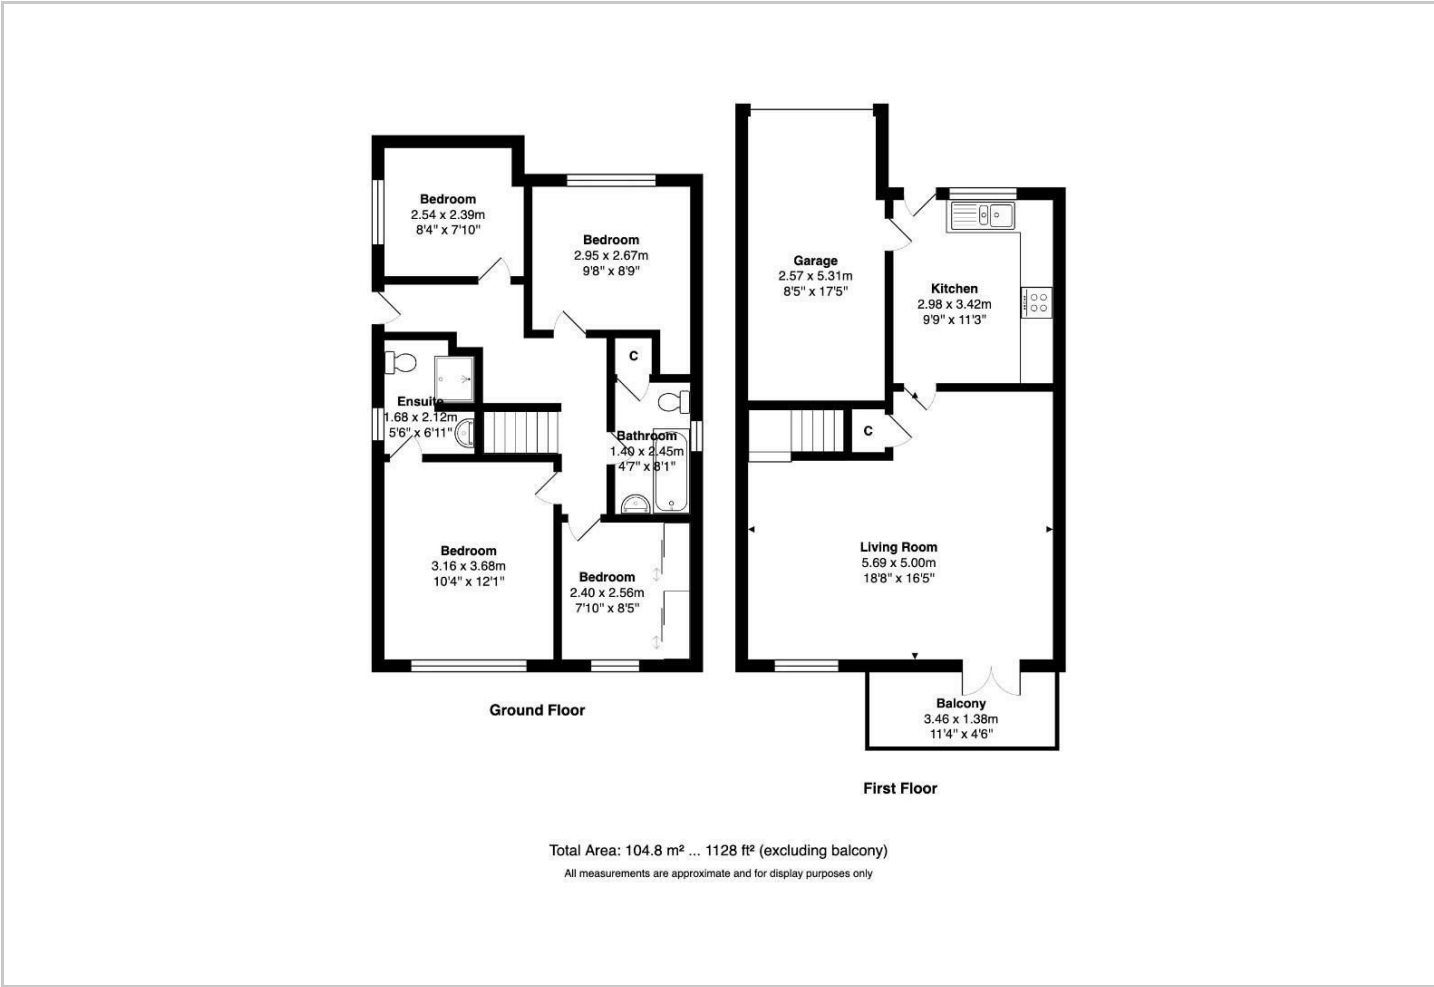 Bedroom
2.54 x 2.39m
8'4" x 7'10"
Bedroom
2.95 x 2.67m
9'8" x 8'9"
C
Ensuite
1.68 x 2.12m
5'6" x 6'11"
Bathroom
1.40 x 2.45m
4'7" x 8'1"
Bedroom
3.16 x 3.68m
10'4" x 12'1"
Bedroom
2.40 x 2.56m
7'10" x 8'5"
Ground Floor
Garage
2.57 x 5.31m
8'5" x 17'5"
Kitchen
2.98 x 3.42m
9'9" x 11'3"
C
Living Room
5.69 x 5.00m
18'8" x 16'5"
Balcony
3.46 x 1.38m
11'4" x 4'6"
First Floor
Total Area: 104.8 m² ... 1128 ft² (excluding balcony)
All measurements are approximate and for display purposes only